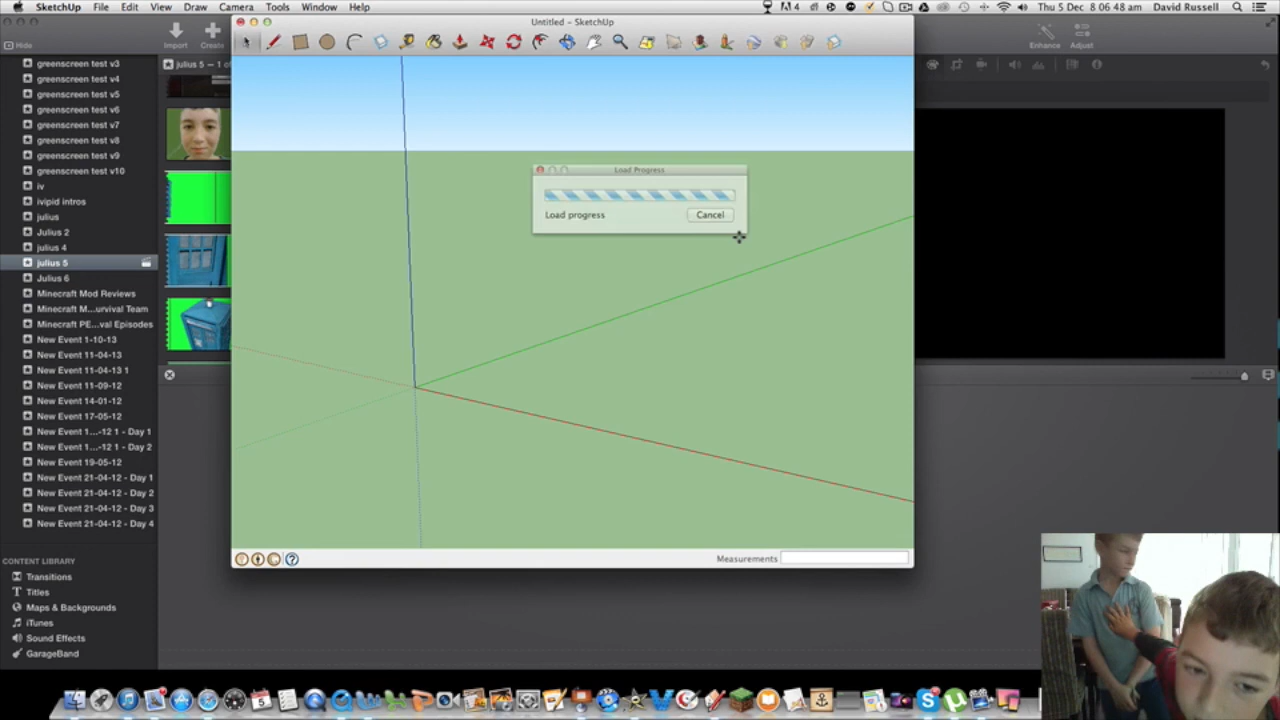 SketchUp File Edit View Draw Camera Tools Window Help
4 Thu 5 Dec 8 06 48 am David Russell
Untitled - SketchUp
Hide
Import
Create
Enhance
Adjust
julius 5 — 1 o
greenscreen test v3
greenscreen test v4
greenscreen test v5
greenscreen test v6
greenscreen test v7
greenscreen test v8
greenscreen test v9
greenscreen test v10
iv
ivipid intros
julius
Julius 2
julius 4
julius 5
Julius 6
Minecraft Mod Reviews
Minecraft M...urvival Team
Minecraft PE...val Episodes
New Event 1-10-13
New Event 11-04-13
New Event 11-04-13 1
New Event 11-09-12
New Event 14-01-12
New Event 17-05-12
New Event 1...-12 1 - Day 1
New Event 1...-12 1 - Day 2
New Event 19-05-12
New Event 21-04-12 - Day 1
New Event 21-04-12 - Day 2
New Event 21-04-12 - Day 3
New Event 21-04-12 - Day 4
CONTENT LIBRARY
Transitions
Titles
Maps & Backgrounds
iTunes
Sound Effects
GarageBand
Load Progress
Load progress
Cancel
Measurements